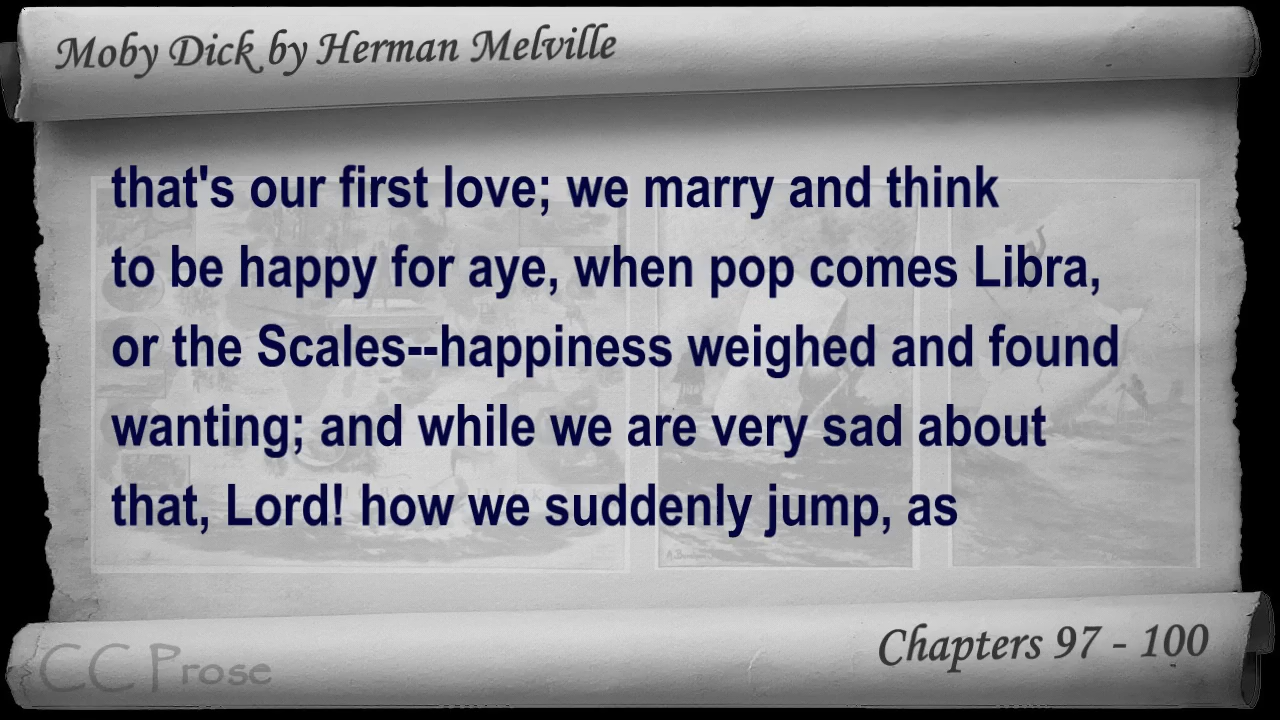 Moby Dick by Herman Melville
that's our first love; we marry and think
to be happy for aye, when pop comes Libra,
or the Scales--happiness weighed and found
wanting; and while we are very sad about
that, Lord! how we suddenly jump, as
Chapters 97 - 100
CC Prose